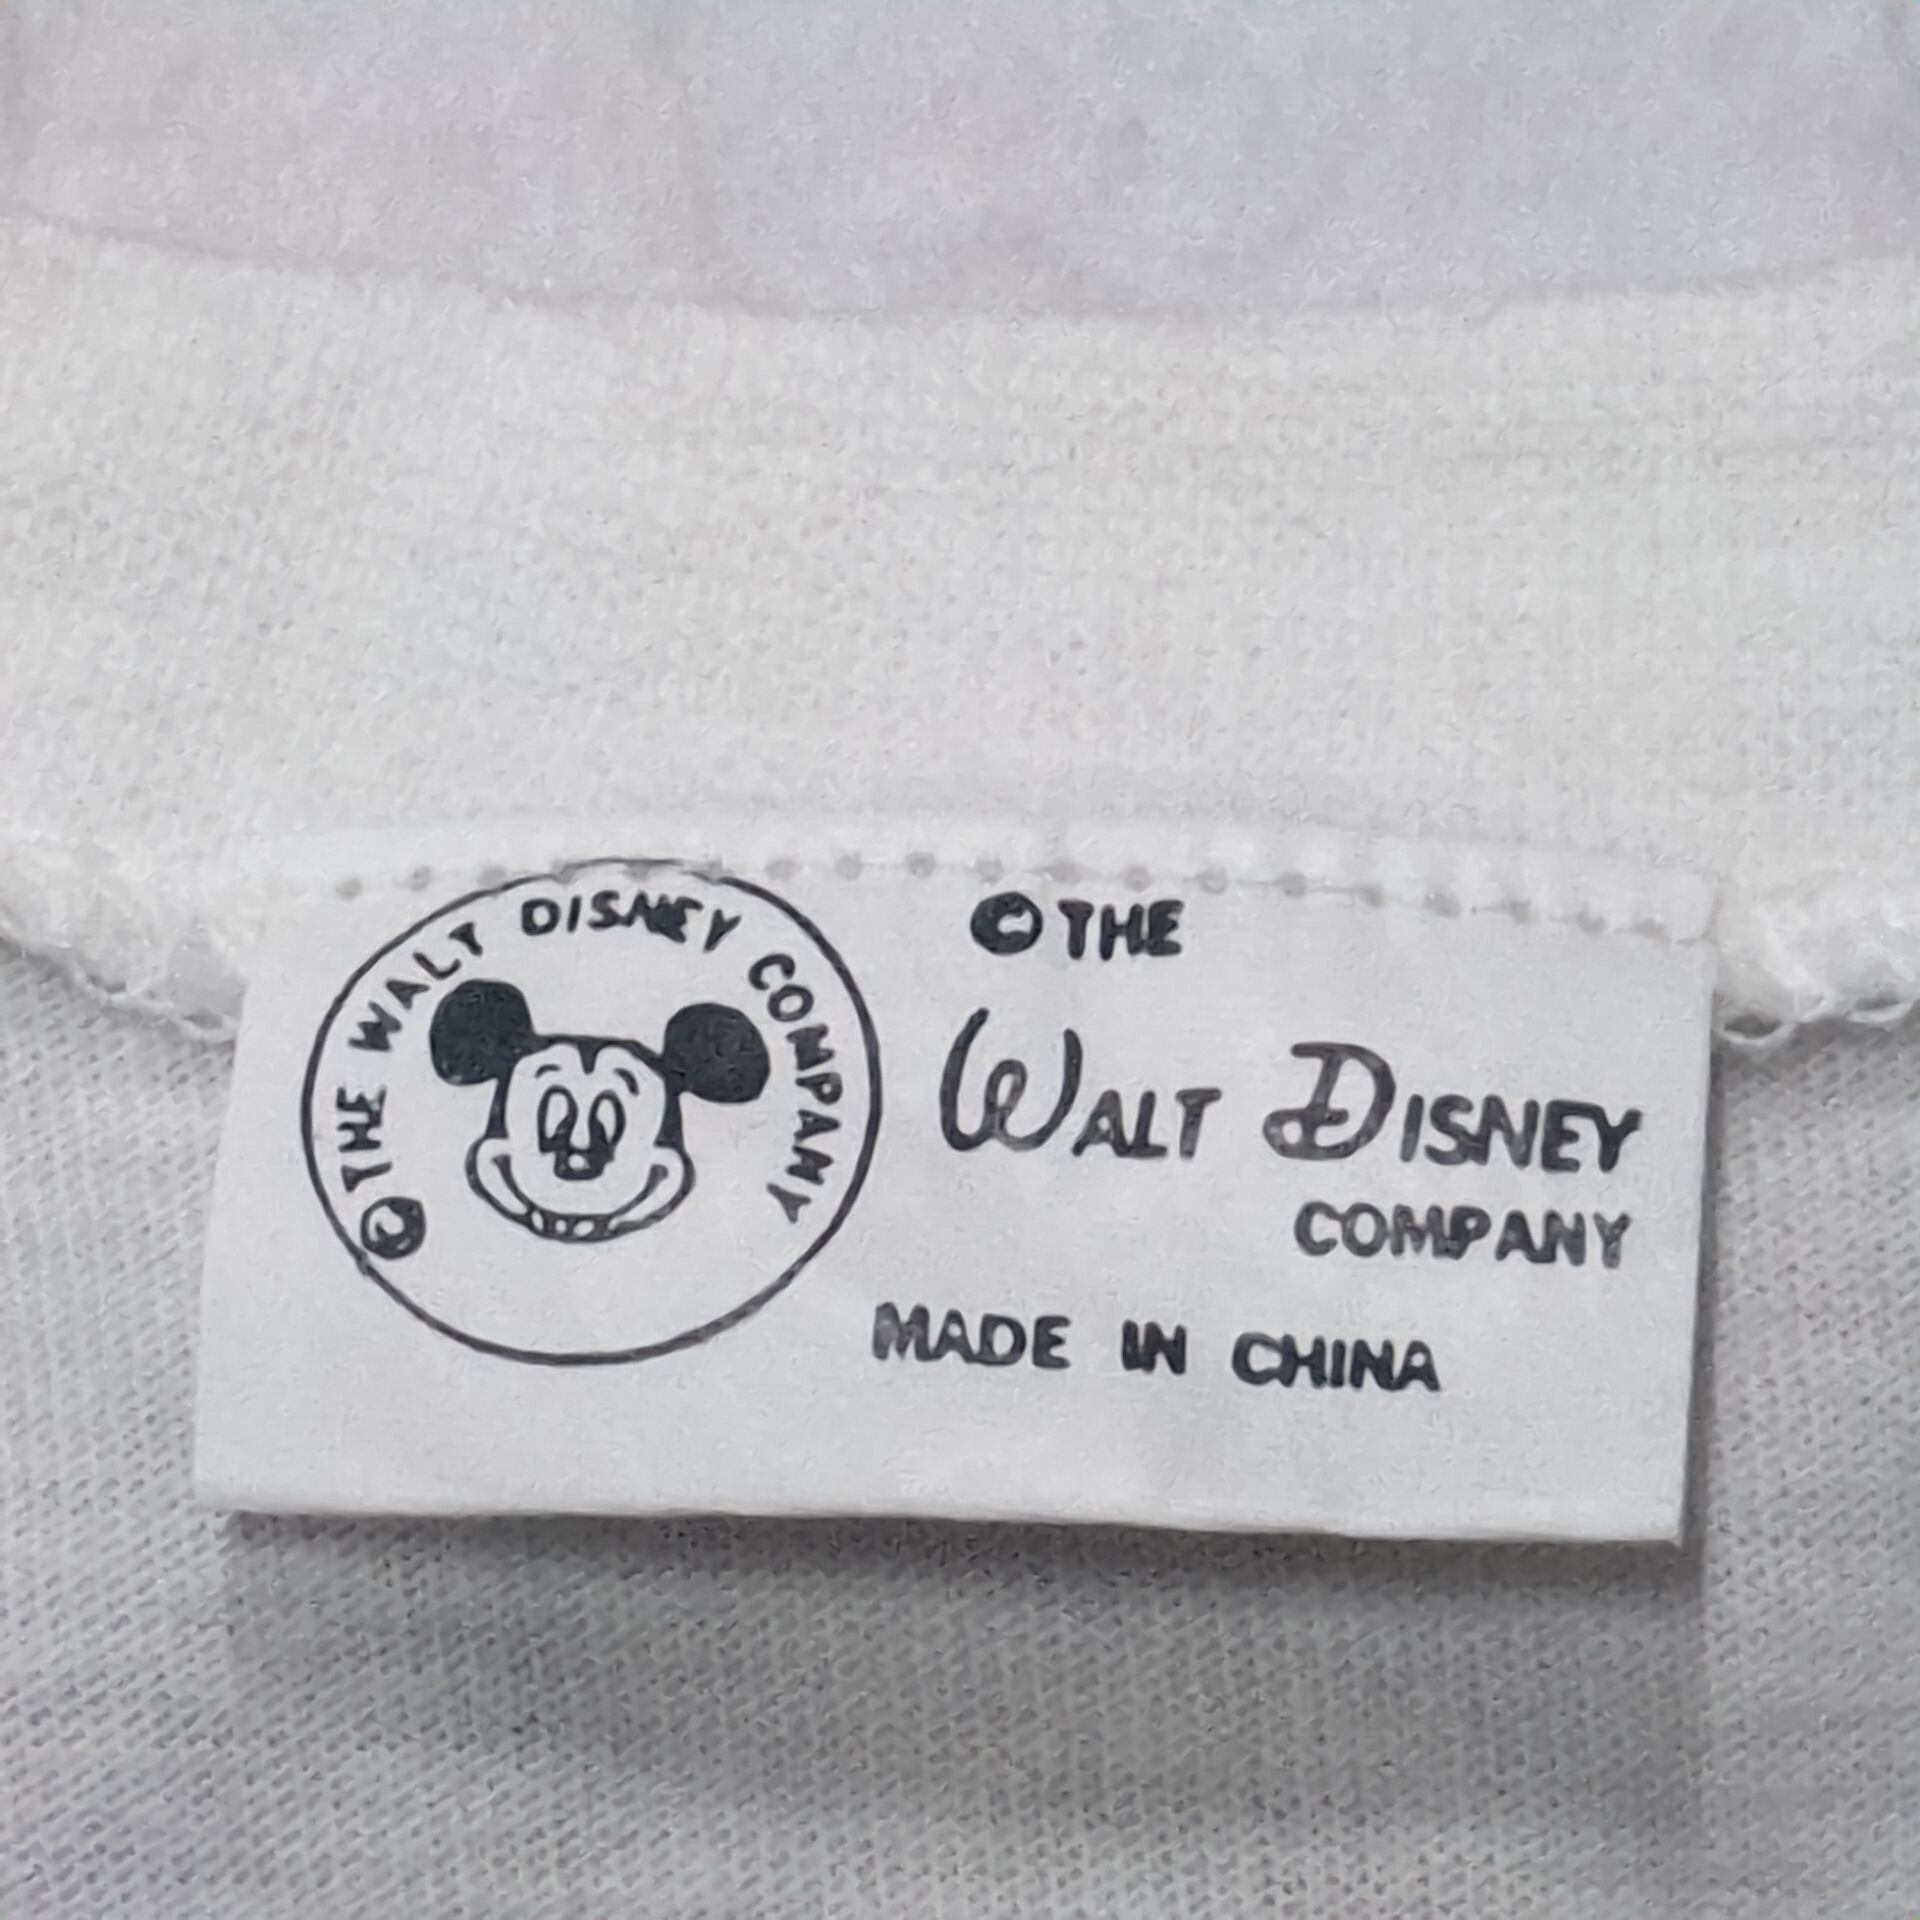 © THE WALT DISNEY COMPANY
© THE
WALT DISNEY
COMPANY
MADE IN CHINA